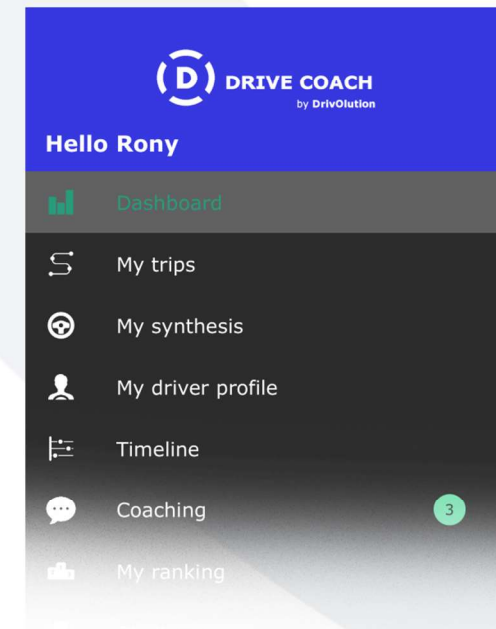 D DRIVE COACH
by DrivOlution
Hello Rony
Dashboard
My trips
My synthesis
My driver profile
Timeline
Coaching 3
My ranking